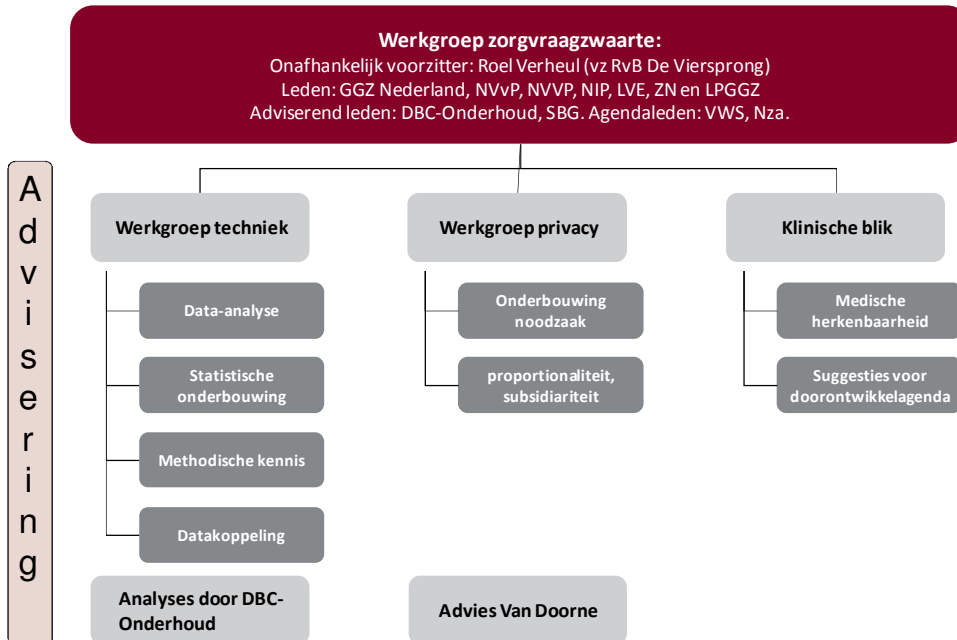 Werkgroep zorgvraagzwaarte:
Onafhankelijk voorzitter: Roel Verheul (vz RvB De Viersprong)
Leden: GGZ Nederland, NVvP, NVVP, NIP, LVE, ZN en LPGGZ
Adviserend leden: DBC-Onderhoud, SBG. Agendaleden: VWS, Nza.
Advisering
Werkgroep techniek
Data-analyse
Statistische
onderbouwing
Methodische kennis
Datakoppeling
Analyses door DBC-
Onderhoud
Werkgroep privacy
Onderbouwing
noodzaak
proportionaliteit,
subsidiariteit
Advies Van Doorne
Klinische blik
Medische
herkenbaarheid
Suggesties voor
doorontwikkelagenda